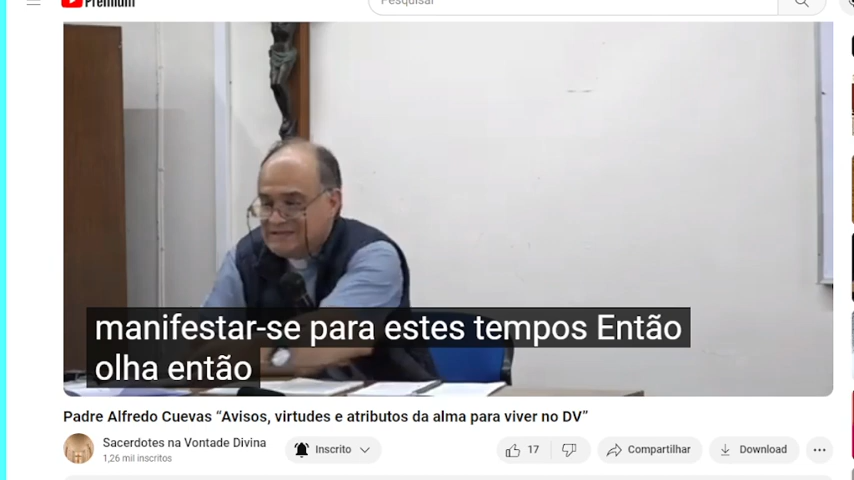 Premium
Pesquisar
manifestar-se para estes tempos Então
olha então
Padre Alfredo Cuevas “Avisos, virtudes e atributos da alma para viver no DV”
Sacerdotes na Vontade Divina
1,26 mil inscritos
Inscrito
17
Compartilhar
Download